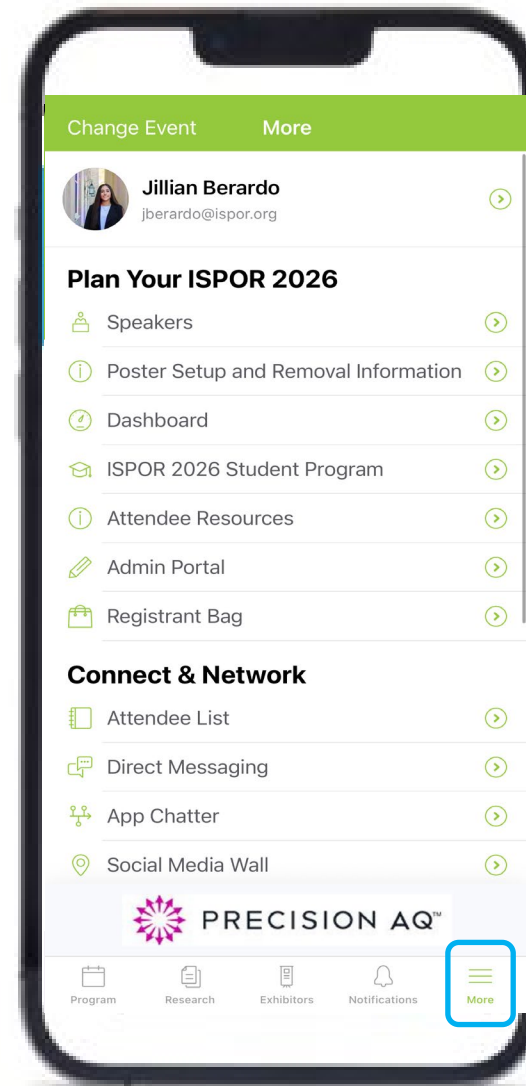 Change Event More
Jillian Berardo
jberardo@ispor.org
Plan Your ISPOR 2026
Speakers
Poster Setup and Removal Information
Dashboard
ISPOR 2026 Student Program
Attendee Resources
Admin Portal
Registrant Bag
Connect & Network
Attendee List
Direct Messaging
App Chatter
Social Media Wall
PRECISION AQ™
Program Research Exhibitors Notifications More